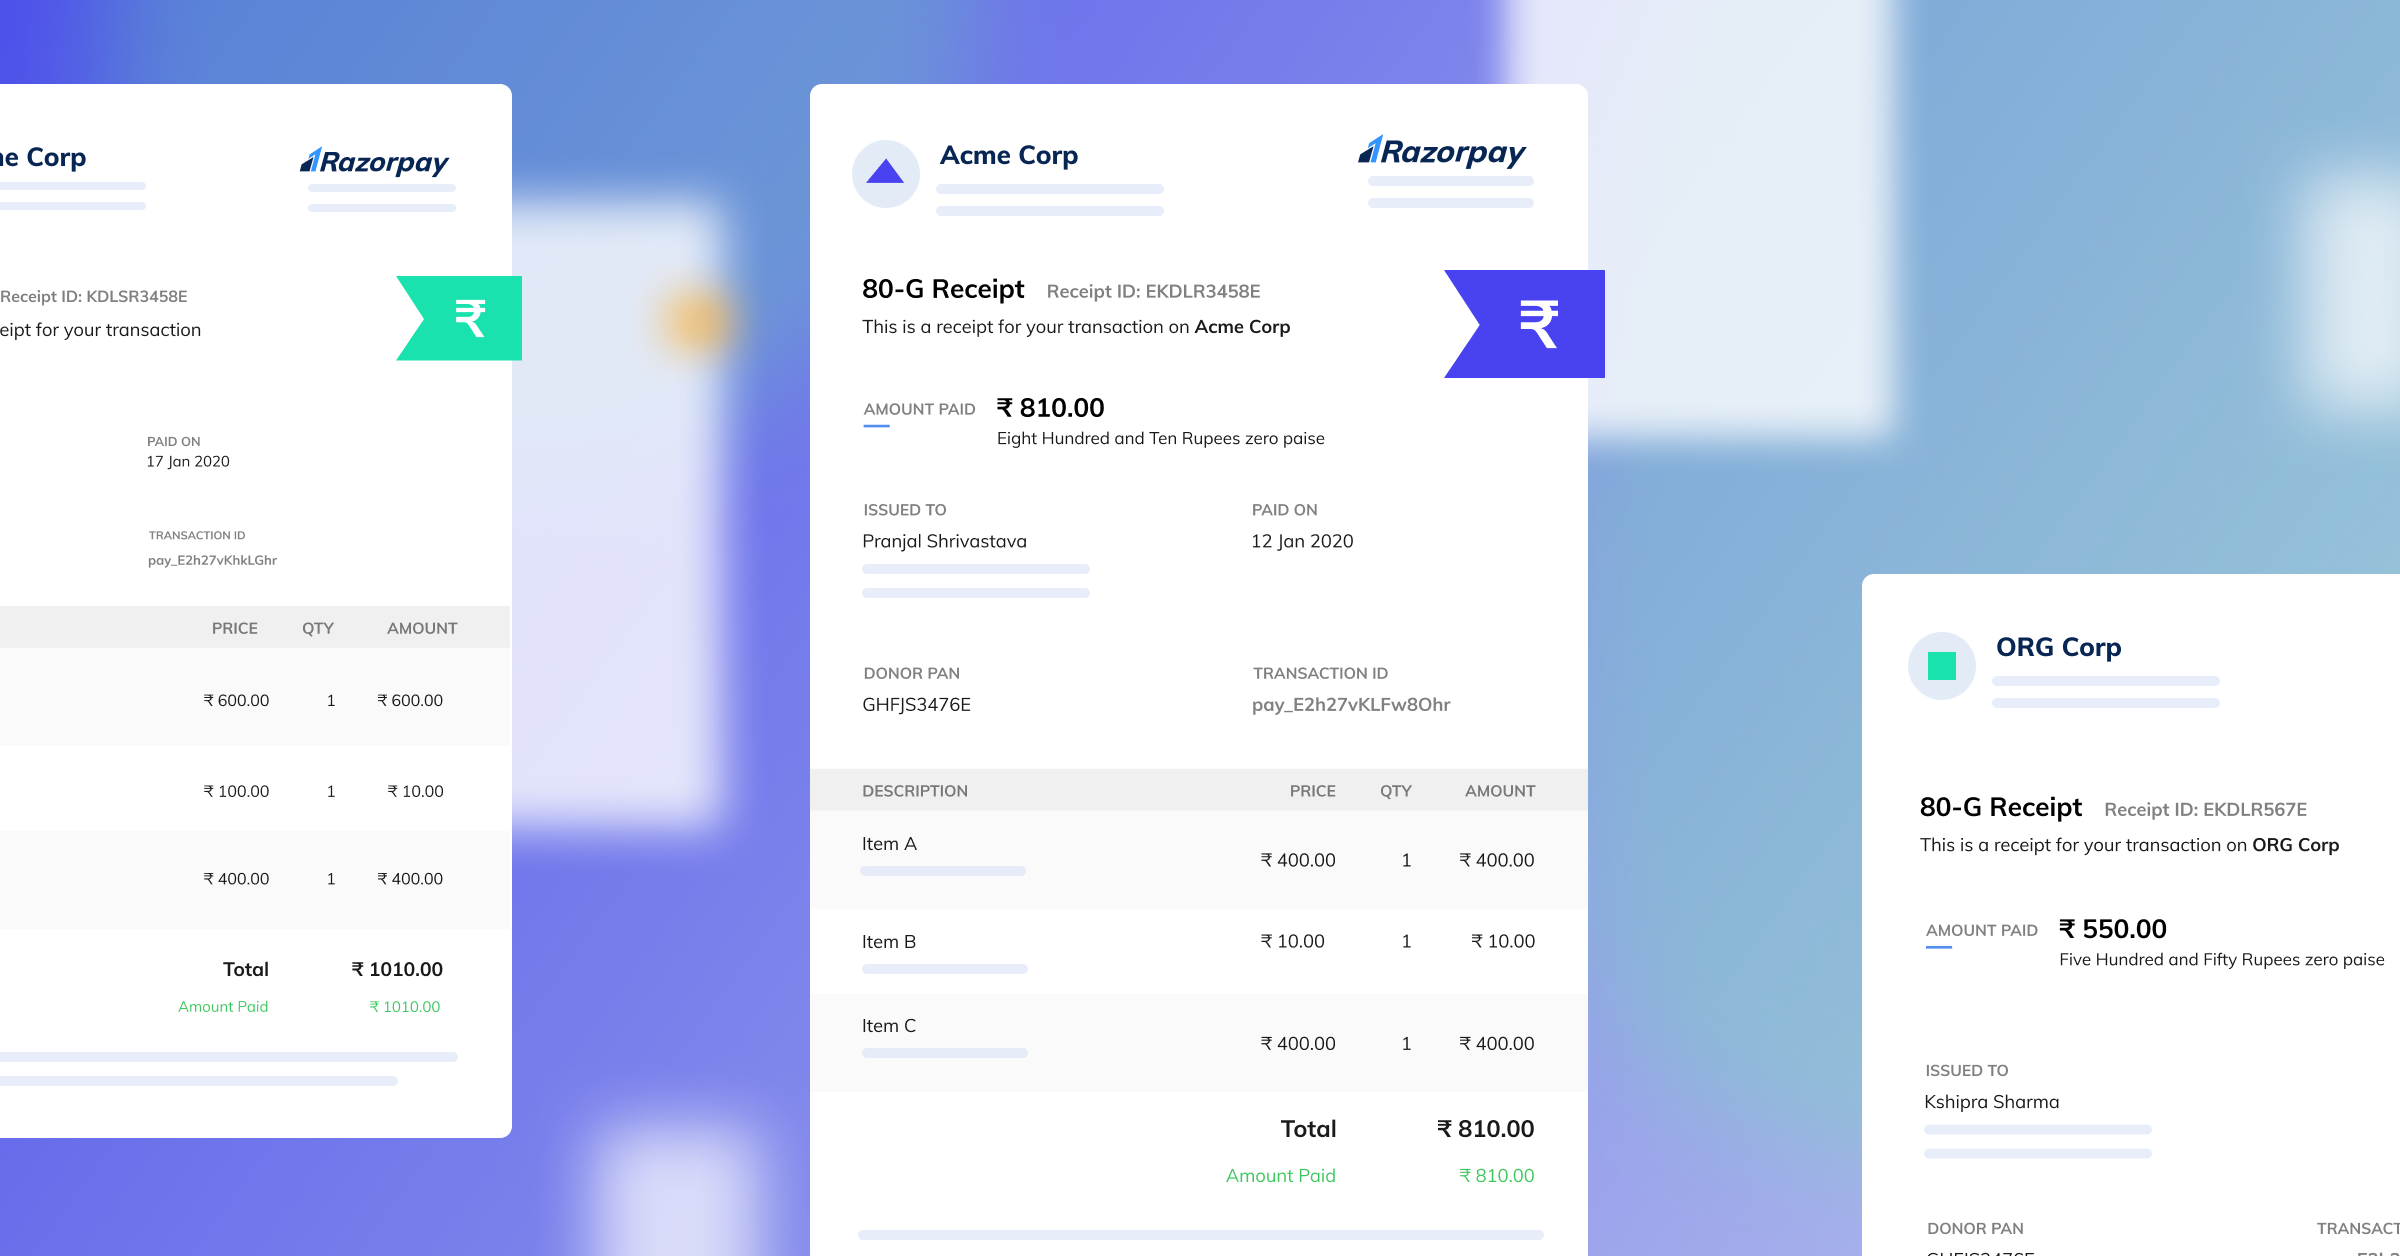 e Corp
Razorpay
Receipt ID: KDLSR3458E
eipt for your transaction
₹
PAID ON
17 Jan 2020
TRANSACTION ID
pay_E2h27vKhkLGhr
PRICE QTY AMOUNT
₹ 600.00 1 ₹ 600.00
₹ 100.00 1 ₹ 10.00
₹ 400.00 1 ₹ 400.00
Total ₹ 1010.00
Amount Paid ₹ 1010.00
Acme Corp
Razorpay
80-G Receipt Receipt ID: EKDLR3458E
This is a receipt for your transaction on Acme Corp
₹
AMOUNT PAID ₹ 810.00
Eight Hundred and Ten Rupees zero paise
ISSUED TO PAID ON
Pranjal Shrivastava 12 Jan 2020
DONOR PAN TRANSACTION ID
GHFJS3476E pay_E2h27vKLFw8Ohr
DESCRIPTION PRICE QTY AMOUNT
Item A ₹ 400.00 1 ₹ 400.00
Item B ₹ 10.00 1 ₹ 10.00
Item C ₹ 400.00 1 ₹ 400.00
Total ₹ 810.00
Amount Paid ₹ 810.00
ORG Corp
80-G Receipt Receipt ID: EKDLR567E
This is a receipt for your transaction on ORG Corp
AMOUNT PAID ₹ 550.00
Five Hundred and Fifty Rupees zero paise
ISSUED TO
Kshipra Sharma
DONOR PAN TRANSACT